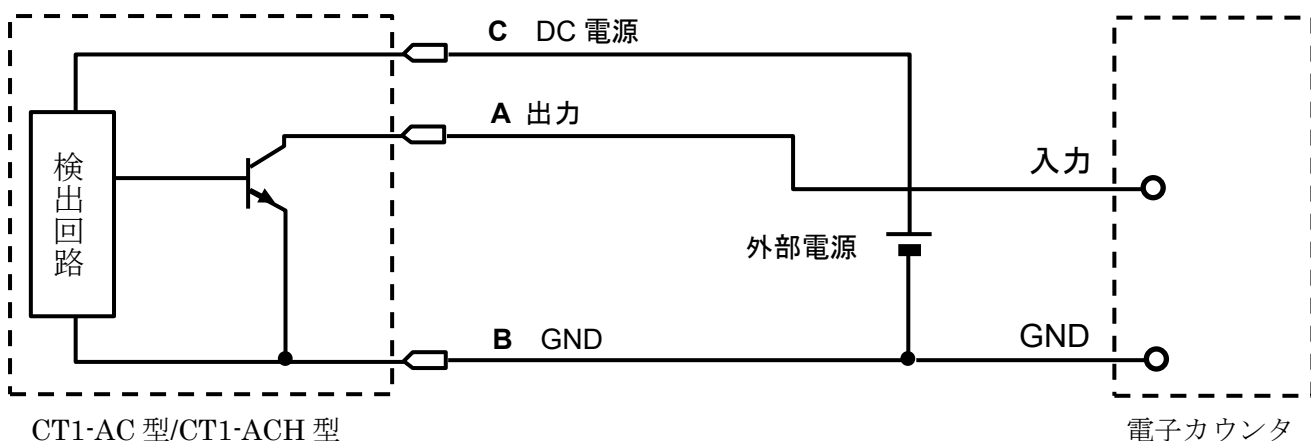 C DC 電源
A 出力
検出回路
入力
外部電源
B GND
GND
CT1-AC 型/CT1-ACH 型
電子カウンタ